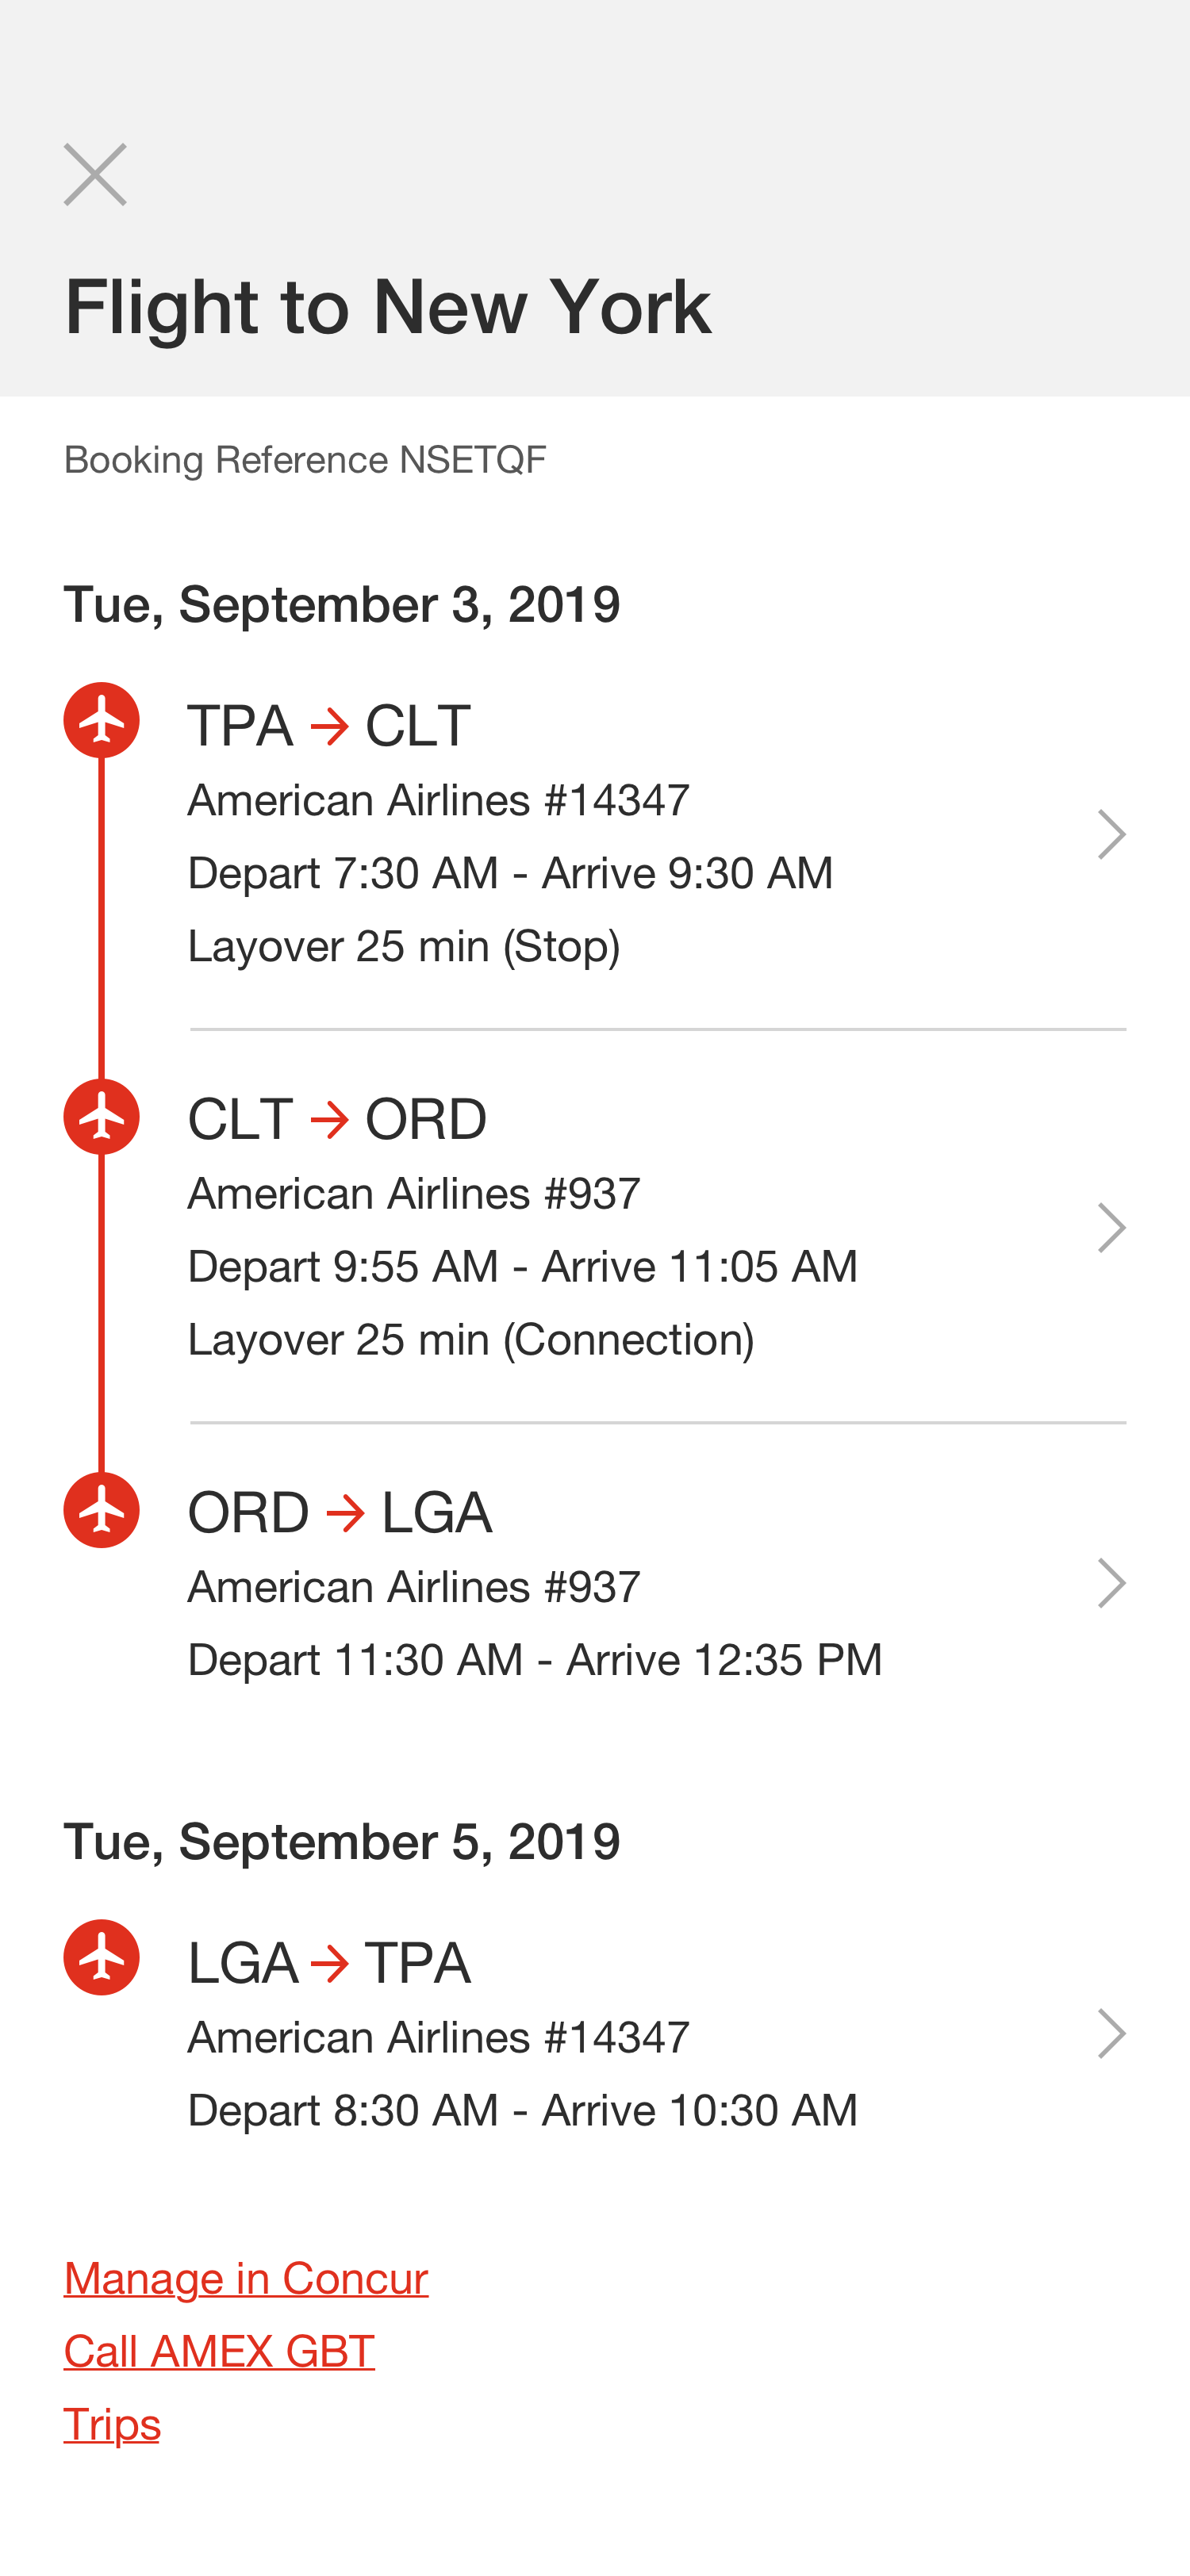 Flight to New York
Booking Reference NSETQF
Tue, September 3, 2019
TPA → CLT
American Airlines #14347
Depart 7:30 AM - Arrive 9:30 AM
Layover 25 min (Stop)
CLT → ORD
American Airlines #937
Depart 9:55 AM - Arrive 11:05 AM
Layover 25 min (Connection)
ORD → LGA
American Airlines #937
Depart 11:30 AM - Arrive 12:35 PM
Tue, September 5, 2019
LGA → TPA
American Airlines #14347
Depart 8:30 AM - Arrive 10:30 AM
Manage in Concur
Call AMEX GBT
Trips